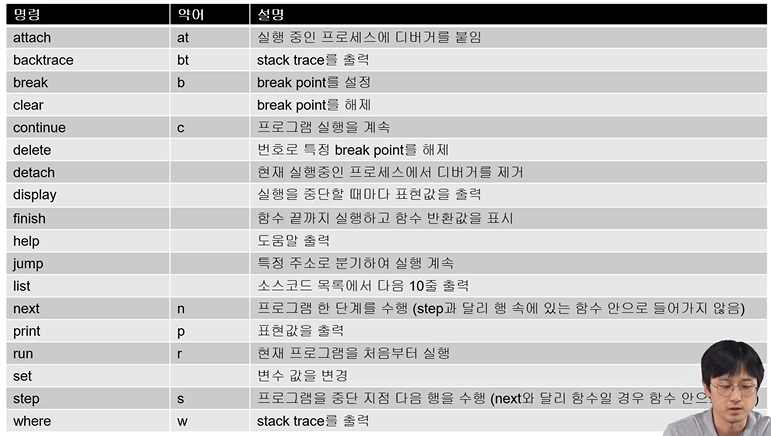 명령 약어 설명
attach at 실행 중인 프로세스에 디버거를 붙임
backtrace bt stack trace를 출력
break b break point를 설정
clear break point를 해제
continue c 프로그램 실행을 계속
delete 번호로 특정 break point를 해제
detach 현재 실행중인 프로세스에서 디버거를 제거
display 실행을 중단할 때마다 표현값을 출력
finish 함수 끝까지 실행하고 함수 반환값을 표시
help 도움말 출력
jump 특정 주소로 분기하여 실행 계속
list 소스코드 목록에서 다음 10줄 출력
next n 프로그램 한 단계를 수행 (step과 달리 행 속에 있는 함수 안으로 들어가지 않음)
print p 표현값을 출력
run r 현재 프로그램을 처음부터 실행
set 변수 값을 변경
step s 프로그램을 중단 지점 다음 행을 수행 (next와 달리 함수일 경우 함수
where w stack trace를 출력